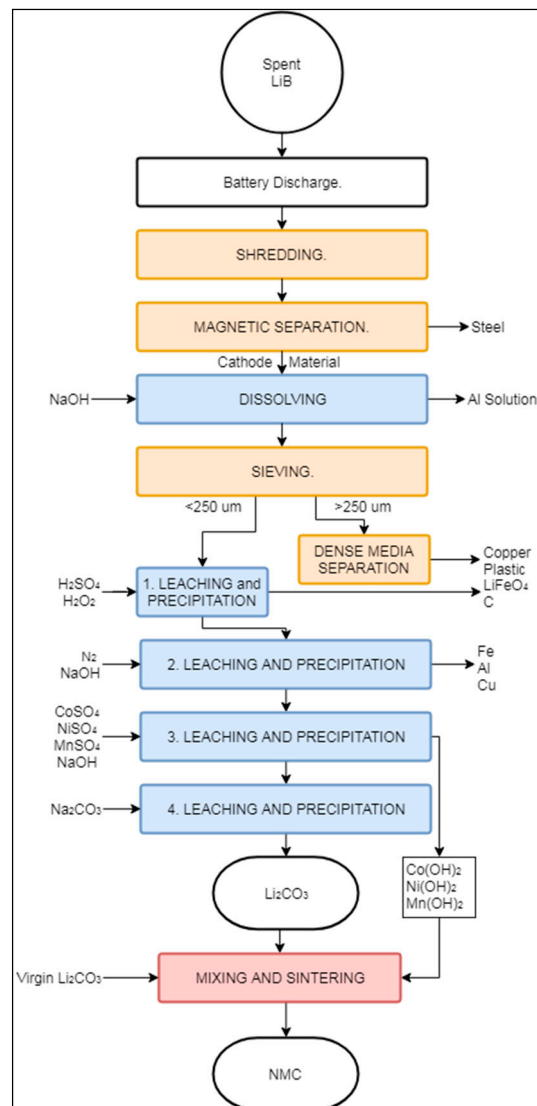 Spent
LiB
Battery Discharge.
SHREDDING.
MAGNETIC SEPARATION.
Steel
Cathode Material
NaOH
DISSOLVING
Al Solution
SIEVING.
<250 um
>250 um
DENSE MEDIA
SEPARATION
Copper
Plastic
H₂SO₄
H₂O₂
1. LEACHING and
PRECIPITATION
LiFeO₄
C
N₂
NaOH
2. LEACHING AND PRECIPITATION
Fe
Al
Cu
CoSO₄
NiSO₄
MnSO₄
NaOH
3. LEACHING AND PRECIPITATION
Na₂CO₃
4. LEACHING AND PRECIPITATION
Co(OH)₂
Ni(OH)₂
Mn(OH)₂
Li₂CO₃
Virgin Li₂CO₃
MIXING AND SINTERING
NMC